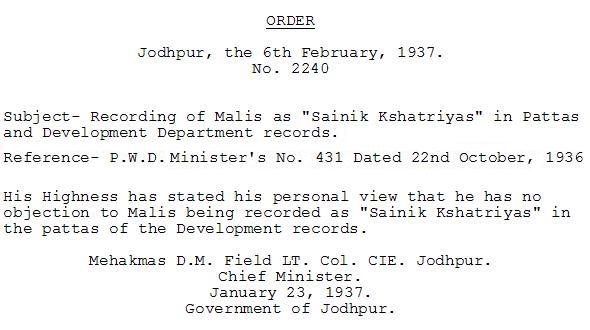 ORDER
Jodhpur, the 6th February, 1937.
No. 2240
Subject- Recording of Malis as "Sainik Kshatriyas" in Pattas
and Development Department records.
Reference- P.W.D. Minister's No. 431 Dated 22nd October, 1936
His Highness has stated his personal view that he has no
objection to Malis being recorded as "Sainik Kshatriyas" in
the pattas of the Development records.
Mehakmas D.M. Field LT. Col. CIE. Jodhpur.
Chief Minister.
January 23, 1937.
Government of Jodhpur.